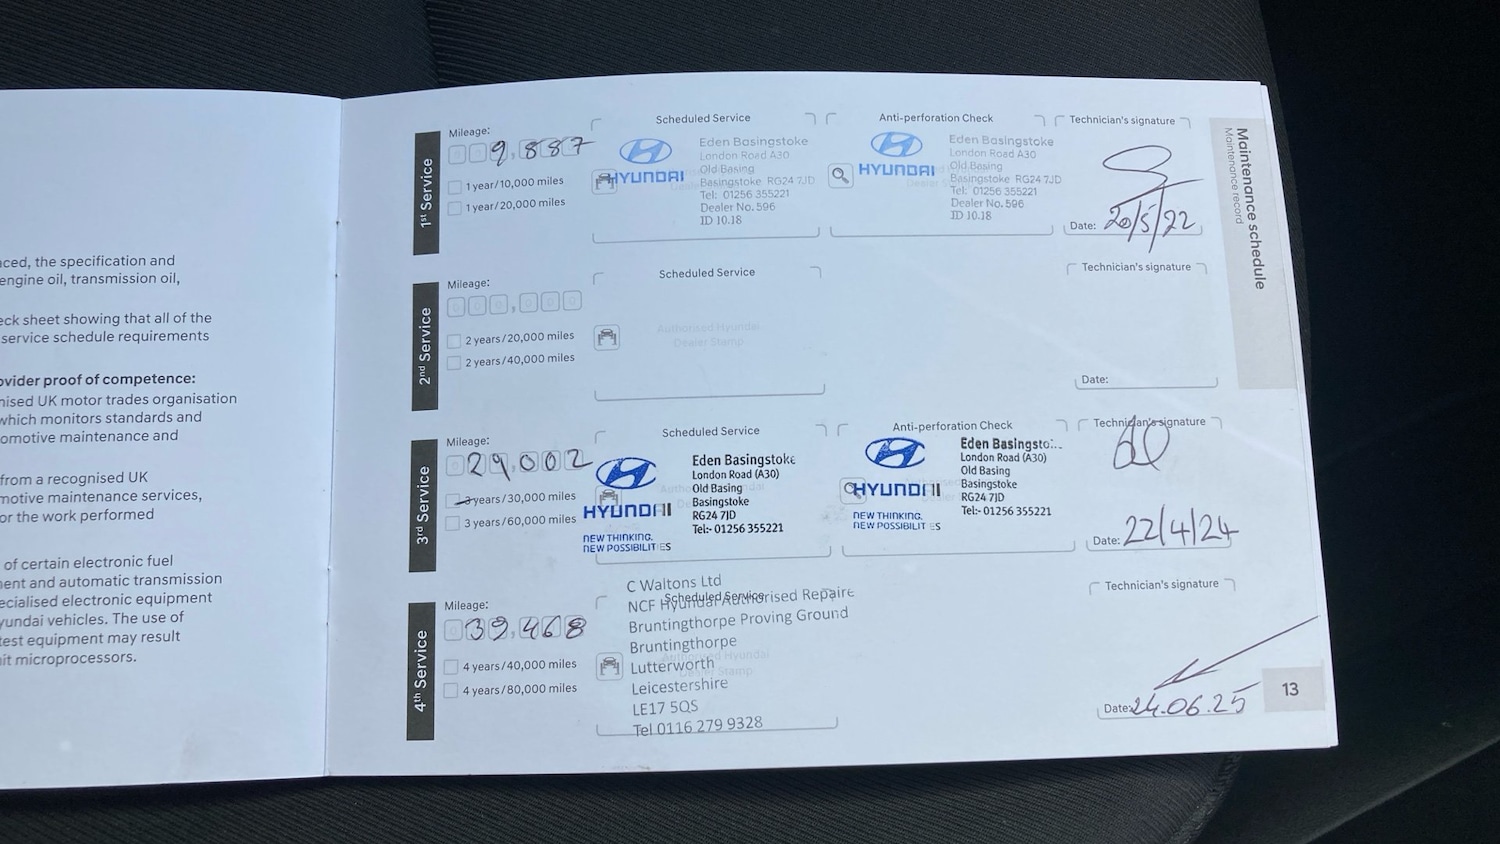 ced, the specification and
engine oil, transmission oil,
eck sheet showing that all of the
service schedule requirements
ovider proof of competence:
nised UK motor trades organisation
which monitors standards and
omotive maintenance and
from a recognised UK
motive maintenance services,
or the work performed
of certain electronic fuel
ent and automatic transmission
ecialised electronic equipment
yundai vehicles. The use of
test equipment may result
it microprocessors.
Maintenance schedule
Maintenance record
1st Service
Mileage:
9,887
1 year/10,000 miles
1 year/20,000 miles
Scheduled Service
HYUNDAI
Eden Basingstoke
London Road A30
Old Basing
Basingstoke RG24 7JD
Tel: 01256 355221
Dealer No. 596
ID 10.18
Anti-perforation Check
HYUNDAI
Eden Basingstoke
London Road A30
Old Basing
Basingstoke RG24 7JD
Tel: 01256 355221
Dealer No. 596
ID 10.18
Technician's signature
Date: 20/5/22
2nd Service
Mileage:
2 years/20,000 miles
2 years/40,000 miles
Scheduled Service
Authorised Hyundai
Dealer Stamp
Technician's signature
Date:
3rd Service
Mileage:
29,002
3 years/30,000 miles
3 years/60,000 miles
Scheduled Service
HYUNDAI
NEW THINKING.
NEW POSSIBILITIES
Eden Basingstoke
London Road (A30)
Old Basing
Basingstoke
RG24 7JD
Tel:- 01256 355221
Anti-perforation Check
HYUNDAI
NEW THINKING.
NEW POSSIBILITIES
Eden Basingsto
London Road (A30)
Old Basing
Basingstoke
RG24 7JD
Tel:- 01256 355221
Technician's signature
Date: 22/4/24
4th Service
Mileage:
39,468
4 years/40,000 miles
4 years/80,000 miles
Scheduled Service
C Waltons Ltd
NCF Hyundai Authorised Repaire
Bruntingthorpe Proving Ground
Bruntingthorpe
Lutterworth
Leicestershire
LE17 5QS
Tel 0116 279 9328
Technician's signature
Date: 24.06.25
13